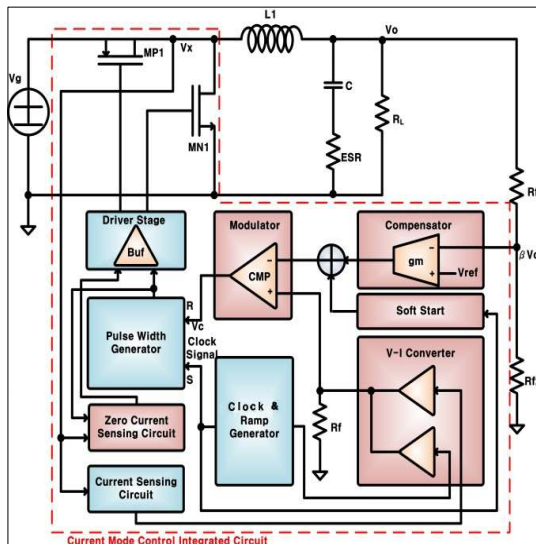 L1
Vo
MP1
Vx
Vg
C
RL
MN1
ESR
Rf
Driver Stage
Buf
Modulator
CMP
Compensator
gm
Vref
βVo
Soft Start
R
Vc
Clock
Signal
S
Pulse Width
Generator
V-I Converter
Clock &
Ramp
Generator
Rf
Rf
Zero Current
Sensing Circuit
Current Sensing
Circuit
Current Mode Control Integrated Circuit